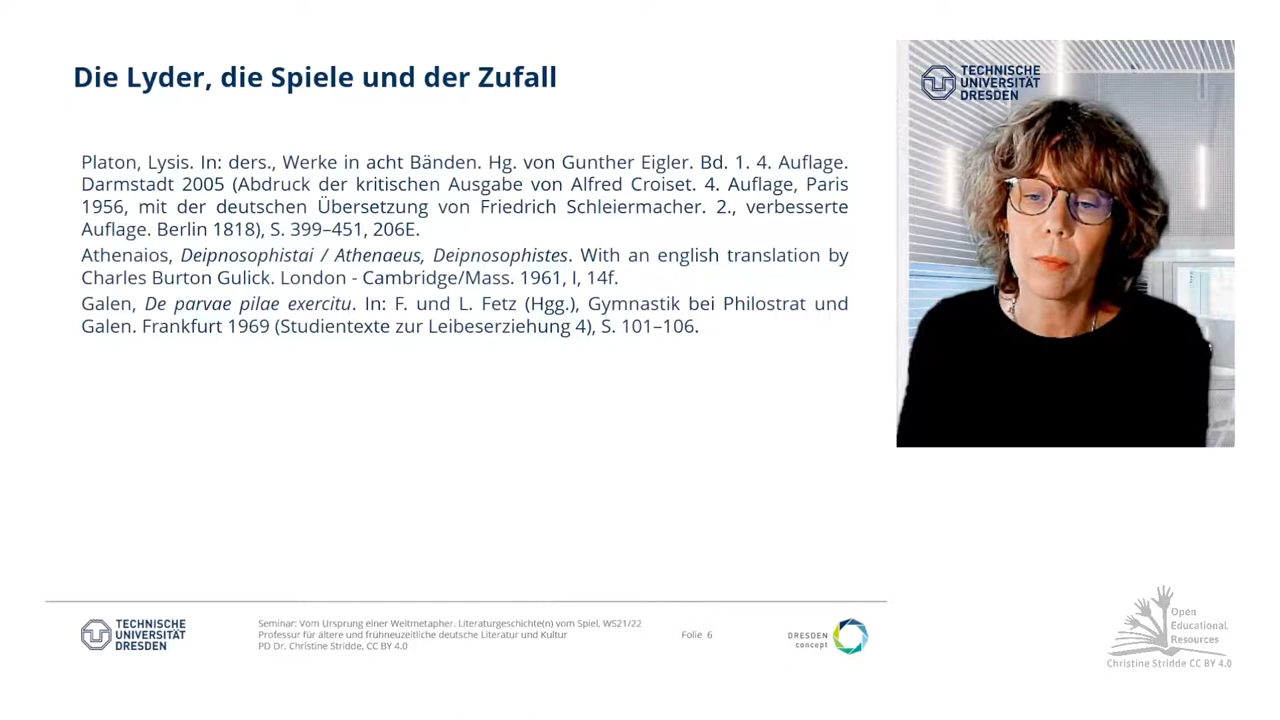 Die Lyder, die Spiele und der Zufall
Platon, Lysis. In: ders., Werke in acht Bänden. Hg. von Gunther Eigler. Bd. 1. 4. Auflage.
Darmstadt 2005 (Abdruck der kritischen Ausgabe von Alfred Croiset. 4. Auflage, Paris
1956, mit der deutschen Übersetzung von Friedrich Schleiermacher. 2., verbesserte
Auflage. Berlin 1818), S. 399–451, 206E.
Athenaios, Deipnosophistai / Athenaeus, Deipnosophistes. With an english translation by
Charles Burton Gulick. London - Cambridge/Mass. 1961, I, 14f.
Galen, De parvae pilae exercitu. In: F. und L. Fetz (Hgg.), Gymnastik bei Philostrat und
Galen. Frankfurt 1969 (Studientexte zur Leibeserziehung 4), S. 101–106.
TECHNISCHE
UNIVERSITÄT
DRESDEN
TECHNISCHE
UNIVERSITÄT
DRESDEN
Seminar: Vom Ursprung einer Weltmetapher. Literaturgeschichte(n) vom Spiel, WS21/22
Professur für ältere und frühneuzeitliche deutsche Literatur und Kultur
PD Dr. Christine Stridde, CC BY 4.0
Folie 6
DRESDEN
concept
Open
Educational
Resources
Christine Stridde CC BY 4.0